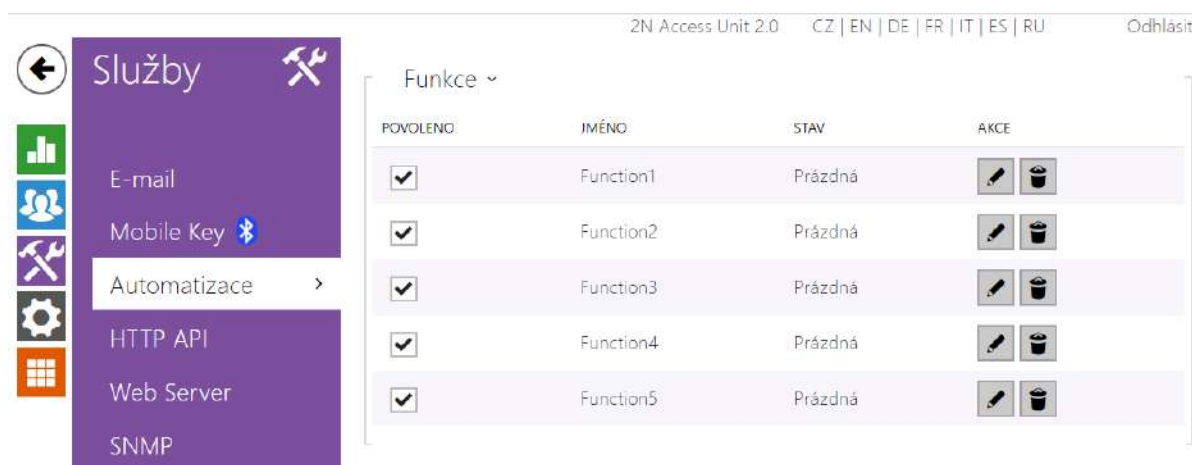 2N Access Unit 2.0 CZ | EN | DE | FR | IT | ES | RU Odhlásit
Služby
E-mail
Mobile Key
Automatizace
HTTP API
Web Server
SNMP
Funkce
POVOLENO JMÉNO STAV AKCE
Function1 Prázdná
Function2 Prázdná
Function3 Prázdná
Function4 Prázdná
Function5 Prázdná